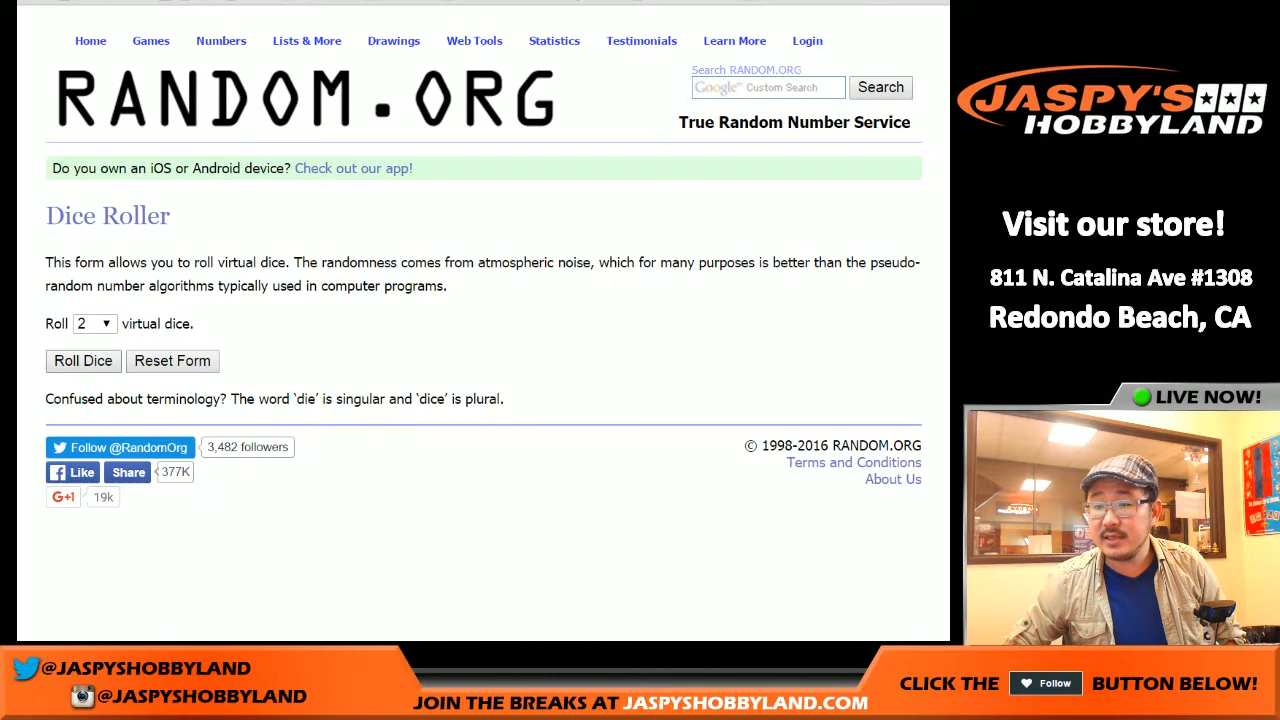 Home Games Numbers Lists & More Drawings Web Tools Statistics Testimonials Learn More Login
RANDOM.ORG
Search RANDOM.ORG
Google™ Custom Search Search
True Random Number Service
Do you own an iOS or Android device? Check out our app!
Dice Roller
This form allows you to roll virtual dice. The randomness comes from atmospheric noise, which for many purposes is better than the pseudo-
random number algorithms typically used in computer programs.
Roll 2 virtual dice.
Roll Dice Reset Form
Confused about terminology? The word ‘die’ is singular and ‘dice’ is plural.
Follow @RandomOrg 3,482 followers
Like Share 377K
G+1 19k
© 1998-2016 RANDOM.ORG
Terms and Conditions
About Us
JASPY'S
HOBBYLAND
Visit our store!
811 N. Catalina Ave #1308
Redondo Beach, CA
LIVE NOW!
@JASPYSHOBBYLAND
@JASPYSHOBBYLAND
JOIN THE BREAKS AT JASPYSHOBBYLAND.COM
CLICK THE Follow BUTTON BELOW!